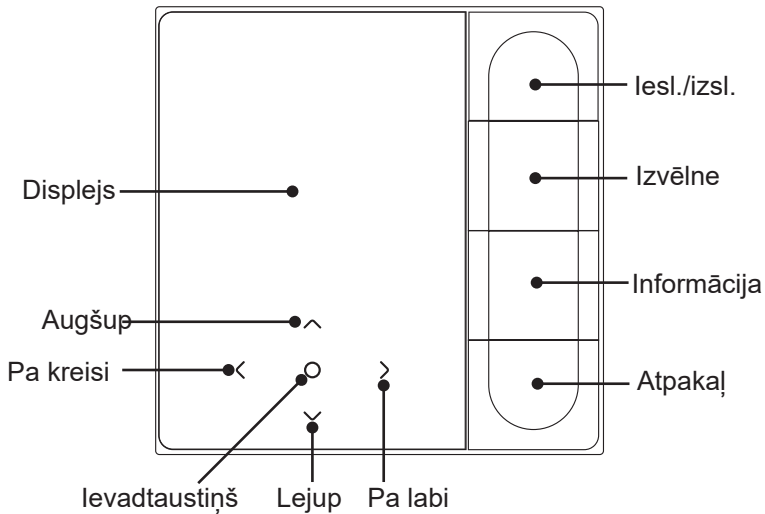 Iesl./izsl.
Displejs
Izvēlne
Informācija
Augšup
Pa kreisi
Atpakaļ
Ievadtaustiņš
Lejup
Pa labi